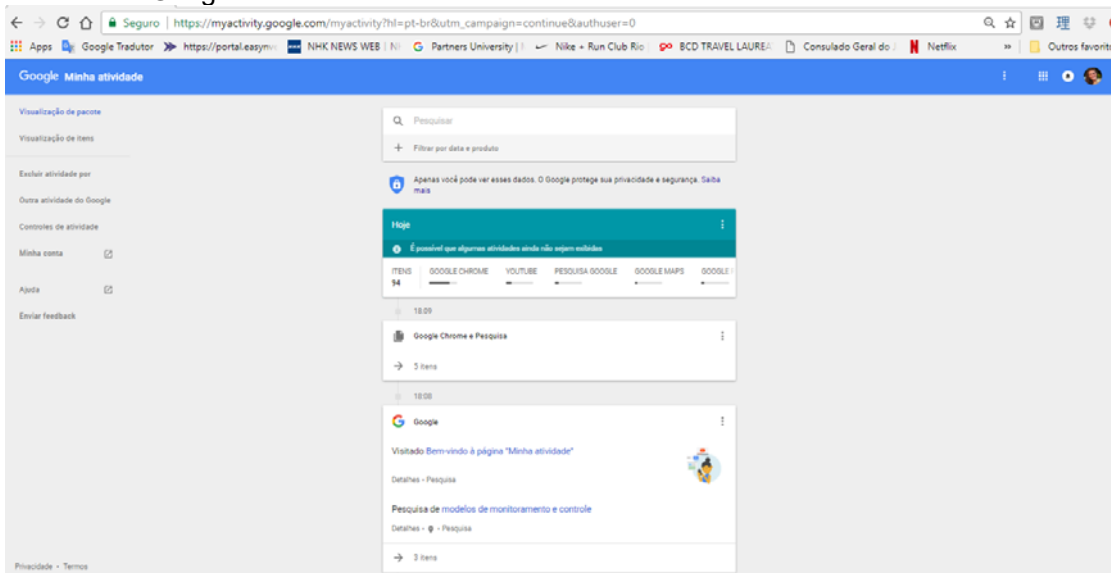 Seguro | https://myactivity.google.com/myactivity?hl=pt-br&utm_campaign=continue&authuser=0
Apps Google Tradutor https://portal.easynv NHK NEWS WEB | N Partners University | Nike + Run Club Rio BCD TRAVEL LAUREA Consulado Geral do Netflix » Outros favorit
Google Minha atividade
Visualização de pacote
Visualização de itens
Excluir atividade por
Outra atividade do Google
Controles de atividade
Minha conta
Ajuda
Enviar feedback
Pesquisar
Filtrar por data e produto
Apenas você pode ver esses dados. O Google protege sua privacidade e segurança. Saiba
mais
Hoje
É possível que algumas atividades ainda não sejam exibidas
ITENS GOOGLE CHROME YOUTUBE PESQUISA GOOGLE GOOGLE MAPS GOOGLE
94
18:09
Google Chrome e Pesquisa
5 itens
18:08
Google
Visitado Bem-vindo à página "Minha atividade"
Detalhes - Pesquisa
Pesquisa de modelos de monitoramento e controle
Detalhes - Pesquisa
3 itens
Privacidade - Termos